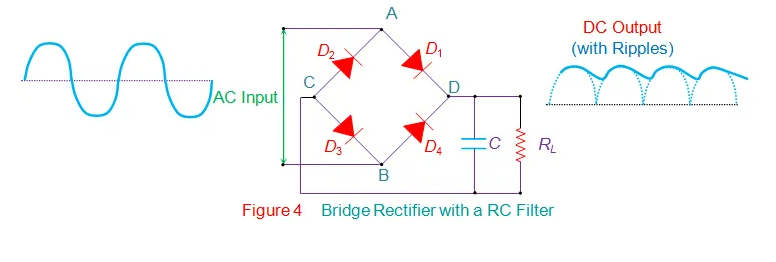 A
DC Output
(with Ripples)
D2
D1
C
D
AC Input
D3
D4
C
RL
B
Figure 4 Bridge Rectifier with a RC Filter